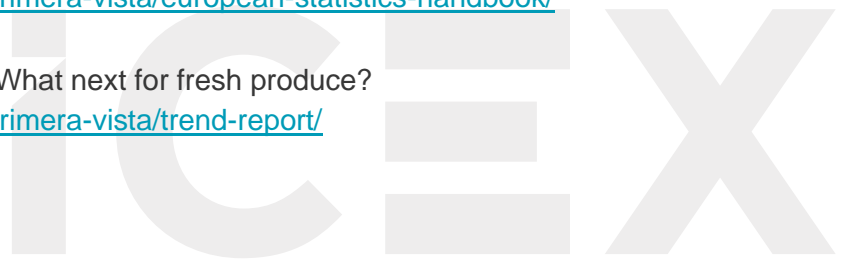 rimera-vista/european-statistics-handbook/
What next for fresh produce?
rimera-vista/trend-report/
iCEX